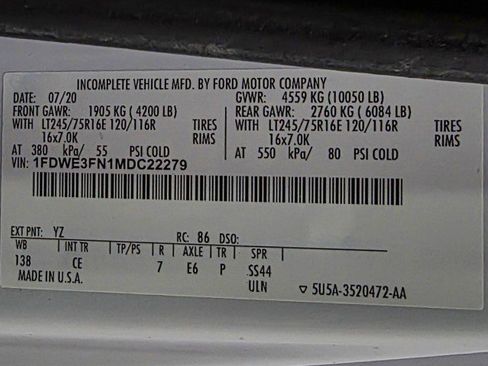 INCOMPLETE VEHICLE MFD. BY FORD MOTOR COMPANY
DATE: 07/20 GVWR: 4559 KG (10050 LB)
FRONT GAWR: 1905 KG ( 4200 LB) REAR GAWR: 2760 KG ( 6084 LB)
WITH LT245/75R16E 120/116R TIRES WITH LT245/75R16E 120/116R TIRES
16x7.0K RIMS 16x7.0K RIMS
AT 380 kPa/ 55 PSI COLD AT 550 kPa/ 80 PSI COLD
VIN: 1FDWE3FN1MDC22279
EXT PNT: YZ RC: 86 DSO:
WB INT TR TP/PS R AXLE TR SPR
138 CE 7 E6 P SS44
MADE IN U.S.A. ULN ▽ 5U5A-3520472-AA